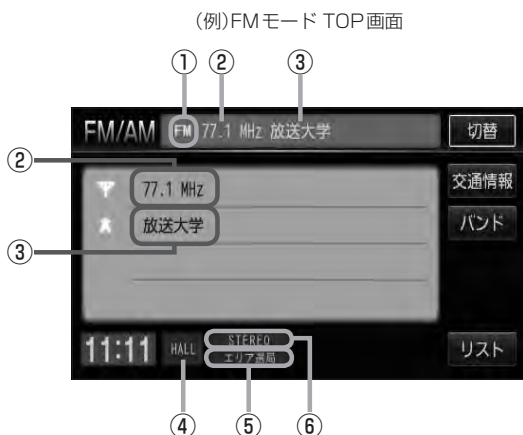 (例)FMモード TOP画面
① ② ③
FM/AM FM 77.1 MHz 放送大学 切替
②
77.1 MHz
交通情報
放送大学
バンド
③
11:11 HALL STEREO
エリア選局
リスト
④ ⑤ ⑥